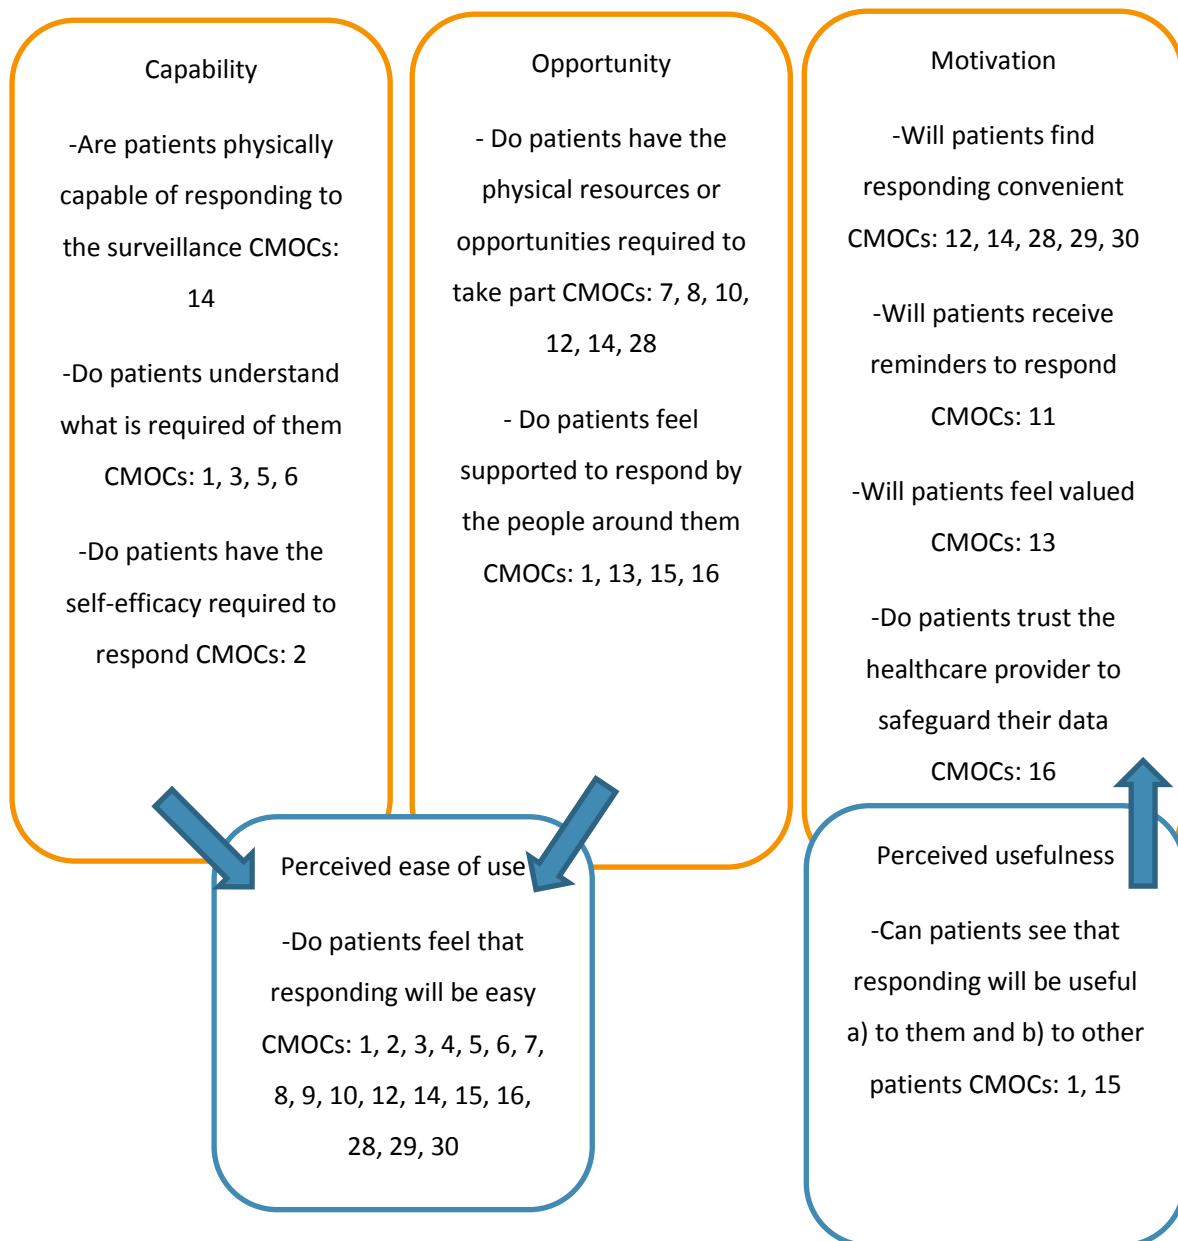 Capability
-Are patients physically
capable of responding to
the surveillance CMOCs:
14
-Do patients understand
what is required of them
CMOCs: 1, 3, 5, 6
-Do patients have the
self-efficacy required to
respond CMOCs: 2
Opportunity
- Do patients have the
physical resources or
opportunities required to
take part CMOCs: 7, 8, 10,
12, 14, 28
- Do patients feel
supported to respond by
the people around them
CMOCs: 1, 13, 15, 16
Motivation
-Will patients find
responding convenient
CMOCs: 12, 14, 28, 29, 30
-Will patients receive
reminders to respond
CMOCs: 11
-Will patients feel valued
CMOCs: 13
-Do patients trust the
healthcare provider to
safeguard their data
CMOCs: 16
Perceived ease of use
-Do patients feel that
responding will be easy
CMOCs: 1, 2, 3, 4, 5, 6, 7,
8, 9, 10, 12, 14, 15, 16,
28, 29, 30
Perceived usefulness
-Can patients see that
responding will be useful
a) to them and b) to other
patients CMOCs: 1, 15